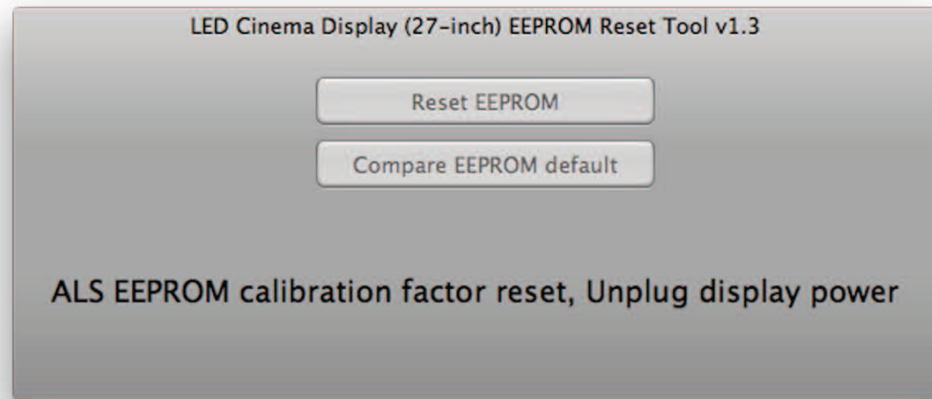 LED Cinema Display (27-inch) EEPROM Reset Tool v1.3
Reset EEPROM
Compare EEPROM default
ALS EEPROM calibration factor reset, Unplug display power